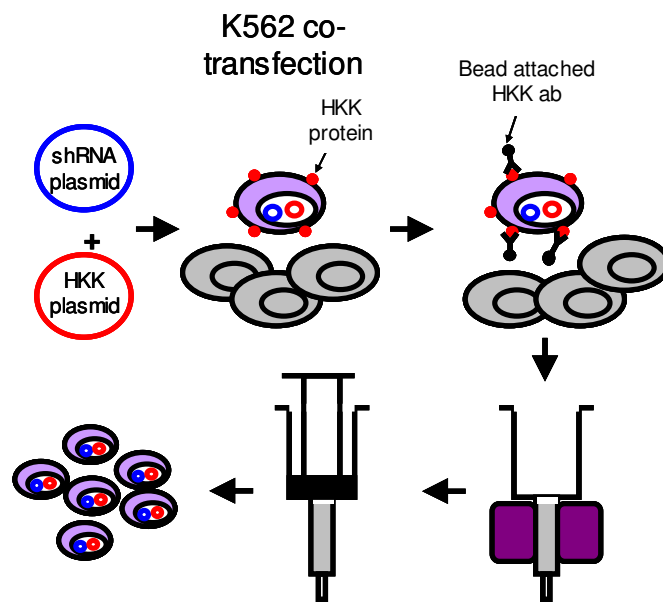 K562 co-
transfection
Bead attached
HKK ab
HKK
protein
shRNA
plasmid
+
HKK
plasmid